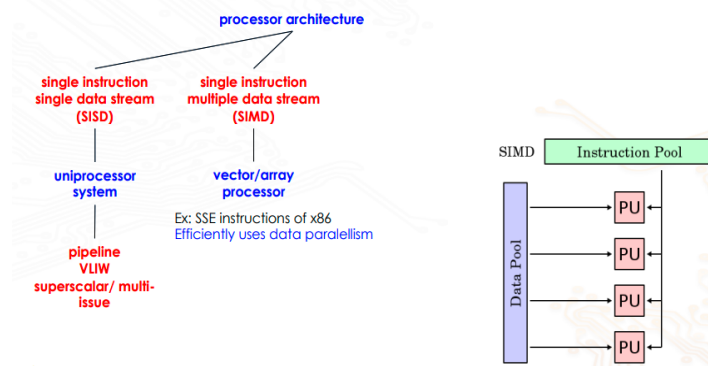 processor architecture
single instruction
single data stream
(SISD)
single instruction
multiple data stream
(SIMD)
uniprocessor
system
vector/array
processor
Ex: SSE instructions of x86
Efficiently uses data parallellism
pipeline
VLIW
superscalar/ multi-
issue
SIMD
Instruction Pool
Data Pool
PU
PU
PU
PU